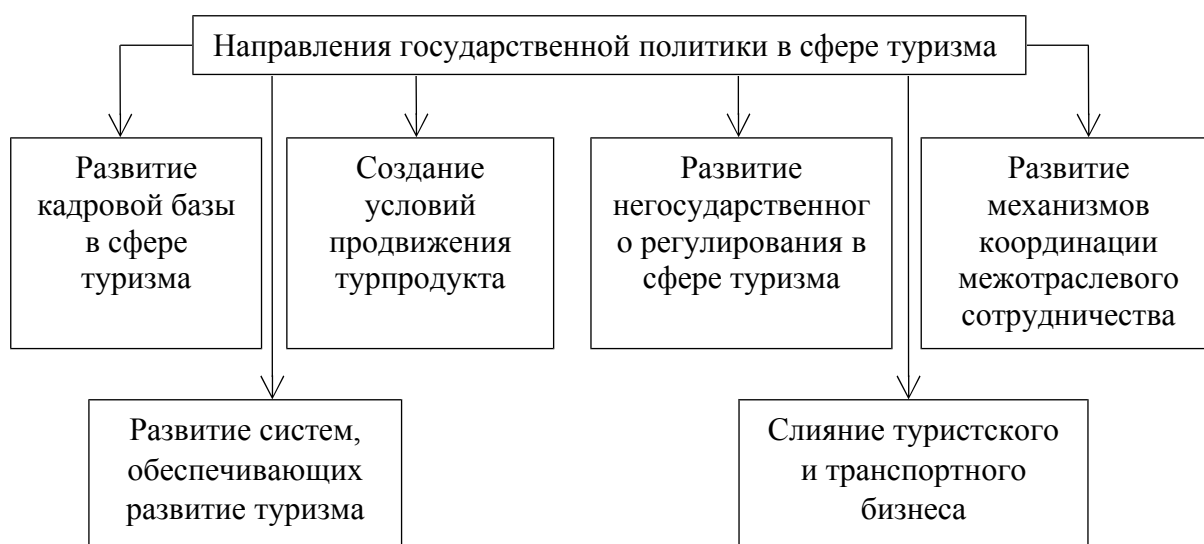 Направления государственной политики в сфере туризма
Развитие
кадровой базы
в сфере
туризма
Создание
условий
продвижения
турпродукта
Развитие
негосударственног
о регулирования в
сфере туризма
Развитие
механизмов
координации
межотраслевого
сотрудничества
Развитие систем,
обеспечивающих
развитие туризма
Слияние туристского
и транспортного
бизнеса